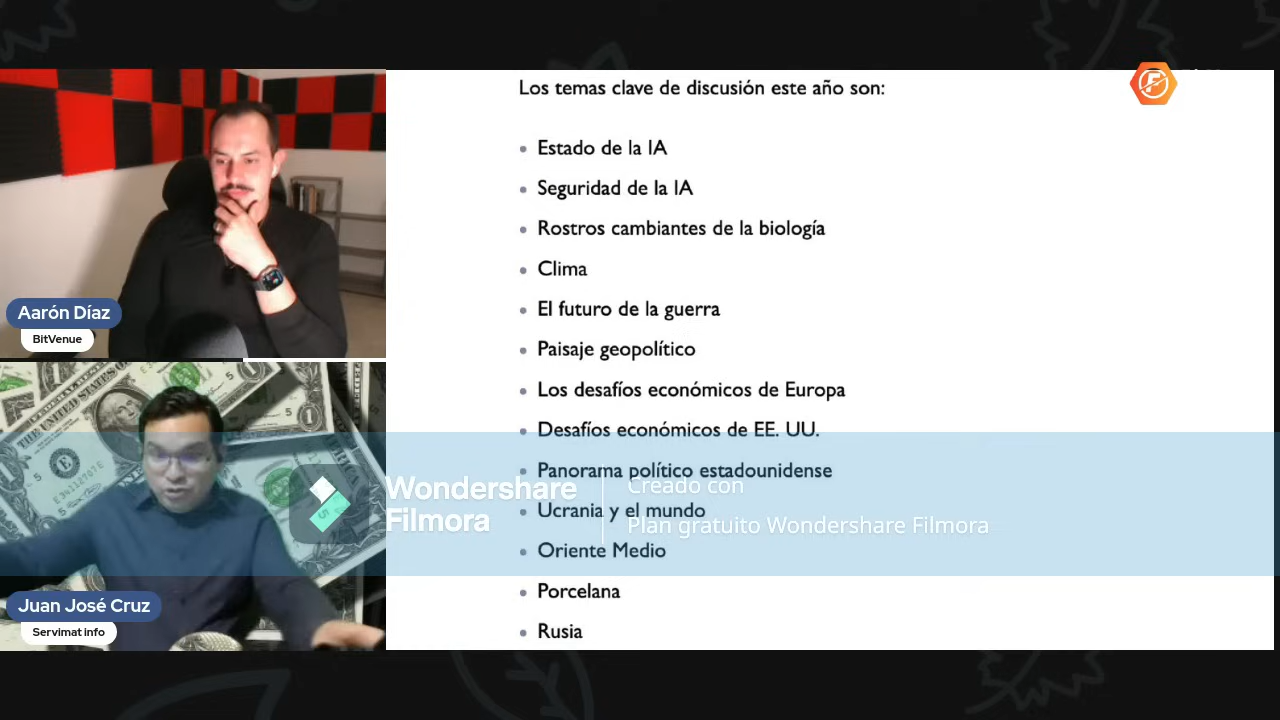 Los temas clave de discusión este año son:
Estado de la IA
Seguridad de la IA
Rostros cambiantes de la biología
Clima
El futuro de la guerra
Paisaje geopolítico
Los desafíos económicos de Europa
Desafíos económicos de EE. UU.
Panorama político estadounidense
Ucrania y el mundo
Oriente Medio
Porcelana
Rusia
Aarón Díaz
BitVenue
Juan José Cruz
Servimat info
Wondershare
Filmora
Creado con
Plan gratuito Wondershare Filmora